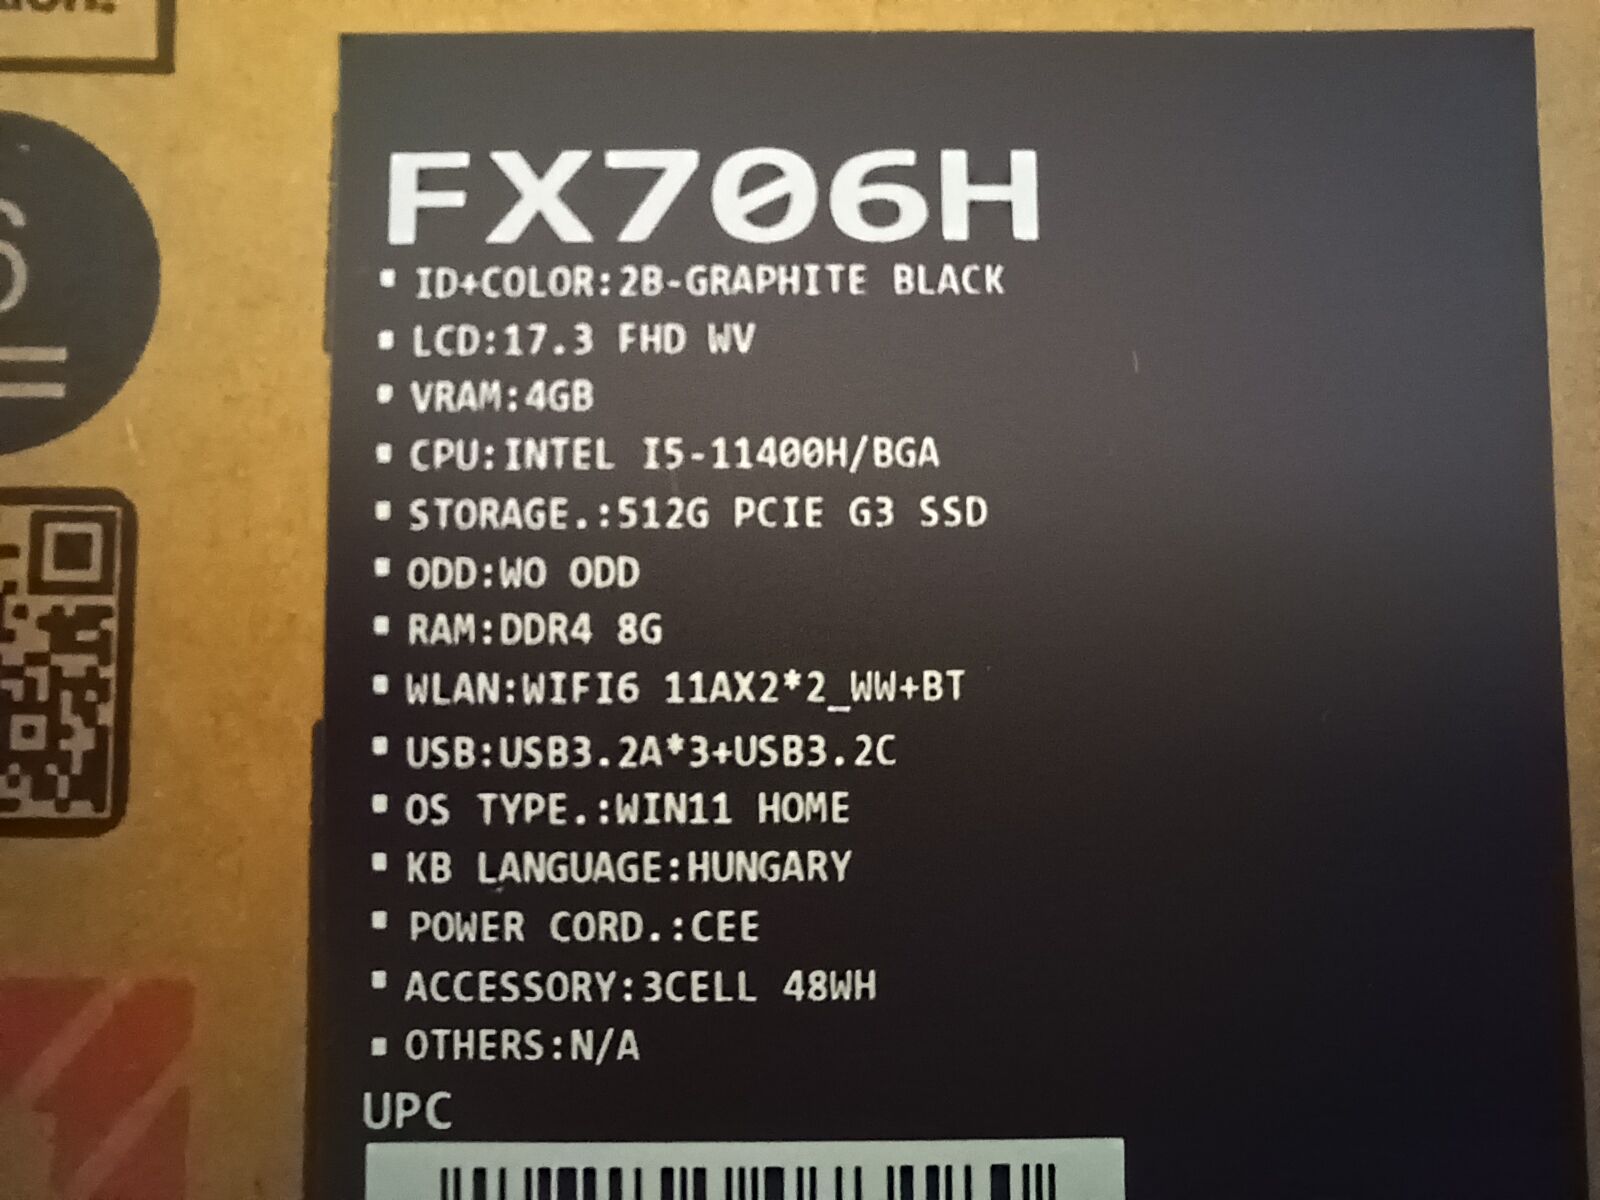 FX706H
ID+COLOR:2B-GRAPHITE BLACK
LCD:17.3 FHD WV
VRAM:4GB
CPU:INTEL I5-11400H/BGA
STORAGE.:512G PCIE G3 SSD
ODD:WO ODD
RAM:DDR4 8G
WLAN:WIFI6 11AX2*2_WW+BT
USB:USB3.2A*3+USB3.2C
OS TYPE.:WIN11 HOME
KB LANGUAGE:HUNGARY
POWER CORD.:CEE
ACCESSORY:3CELL 48WH
OTHERS:N/A
UPC